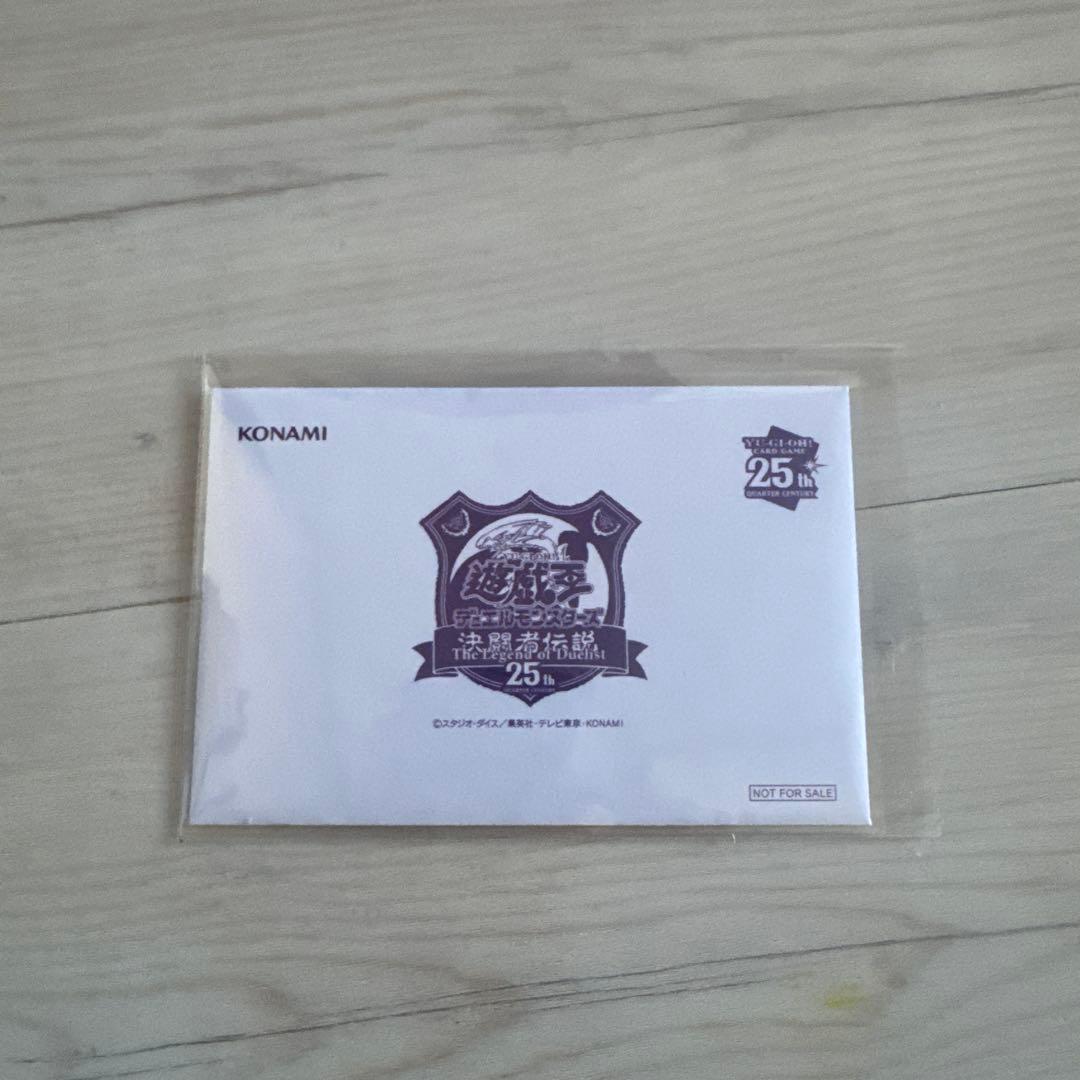 KONAMI
YU-GI-OH!
CARD GAME
25th
QUARTER CENTURY
遊戯王
デュエルモンスターズ
決闘者伝説
The Legend of Duelist
25th
QUARTER CENTURY
©スタジオ・ダイス／集英社・テレビ東京・KONAMI
NOT FOR SALE